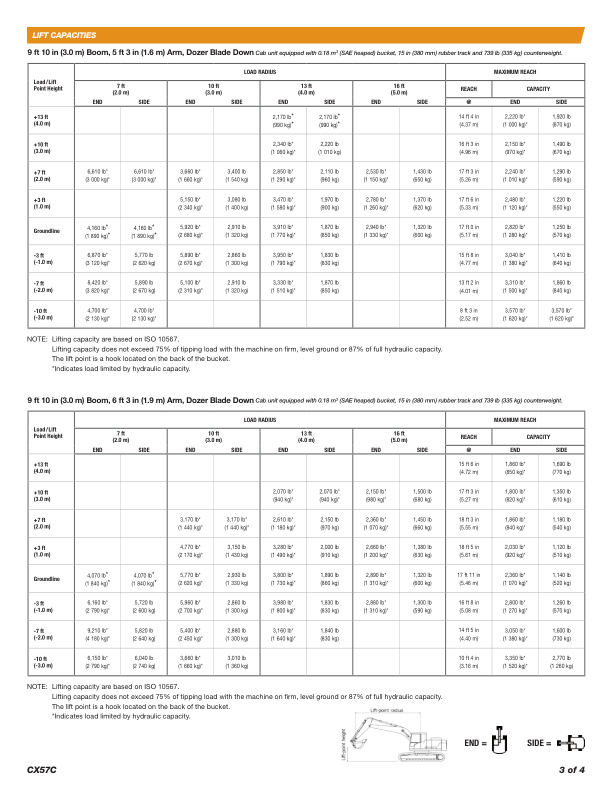 LIFT CAPACITIES
9 ft 10 in (3.0 m) Boom, 5 ft 3 in (1.6 m) Arm, Dozer Blade Down Cab unit equipped with 0.18 m³ (SAE heaped) bucket, 15 in (380 mm) rubber track and 739 lb (335 kg) counterweight.
Load/Lift Point Height LOAD RADIUS MAXIMUM REACH
7 ft (2.0 m) 10 ft (3.0 m) 13 ft (4.0 m) 16 ft (5.0 m) REACH CAPACITY
END SIDE END SIDE END SIDE END SIDE @ END SIDE
+13 ft 2,170 lb* 2,170 lb* 14 ft 4 in 2,220 lb* 1,920 lb
(4.0 m) (990 kg)* (990 kg)* (4.37 m) (1 000 kg)* (870 kg)
+10 ft 2,340 lb* 2,220 lb 16 ft 3 in 2,150 lb* 1,490 lb
(3.0 m) (1 060 kg)* (1 010 kg) (4.96 m) (970 kg)* (670 kg)
+7 ft 6,610 lb* 6,610 lb* 3,660 lb* 3,400 lb 2,850 lb* 2,110 lb 2,530 lb* 1,430 lb 17 ft 3 in 2,240 lb* 1,290 lb
(2.0 m) (3 000 kg)* (3 000 kg)* (1 660 kg)* (1 540 kg) (1 290 kg)* (960 kg) (1 150 kg)* (650 kg) (5.26 m) (1 010 kg)* (590 kg)
+3 ft 5,150 lb* 3,080 lb 3,470 lb* 1,970 lb 2,780 lb* 1,370 lb 17 ft 6 in 2,480 lb* 1,220 lb
(1.0 m) (2 340 kg)* (1 400 kg) (1 580 kg)* (900 kg) (1 260 kg)* (620 kg) (5.33 m) (1 120 kg)* (550 kg)
Groundline 4,160 lb* 4,160 lb* 5,920 lb* 2,910 lb 3,910 lb* 1,870 lb 2,940 lb* 1,320 lb 17 ft 0 in 2,820 lb* 1,250 lb
(1 890 kg)* (1 890 kg)* (2 680 kg)* (1 320 kg) (1 770 kg)* (850 kg) (1 330 kg)* (600 kg) (5.17 m) (1 280 kg)* (570 kg)
-3 ft 6,870 lb* 5,770 lb 5,890 lb* 2,860 lb 3,950 lb* 1,830 lb 15 ft 8 in 3,040 lb* 1,410 lb
(-1.0 m) (3 120 kg)* (2 620 kg) (2 670 kg)* (1 300 kg) (1 790 kg)* (830 kg) (4.77 m) (1 380 kg)* (640 kg)
-7 ft 8,420 lb* 5,890 lb 5,100 lb* 2,910 lb 3,330 lb* 1,870 lb 13 ft 2 in 3,310 lb* 1,860 lb
(-2.0 m) (3 820 kg)* (2 670 kg) (2 310 kg)* (1 320 kg) (1 510 kg)* (850 kg) (4.01 m) (1 500 kg)* (840 kg)
-10 ft 4,700 lb* 4,700 lb* 8 ft 3 in 3,570 lb* 3,570 lb*
(-3.0 m) (2 130 kg)* (2 130 kg)* (2.52 m) (1 620 kg)* (1 620 kg)*
NOTE: Lifting capacity are based on ISO 10567.
Lifting capacity does not exceed 75% of tipping load with the machine on firm, level ground or 87% of full hydraulic capacity.
The lift point is a hook located on the back of the bucket.
*Indicates load limited by hydraulic capacity.
9 ft 10 in (3.0 m) Boom, 6 ft 3 in (1.9 m) Arm, Dozer Blade Down Cab unit equipped with 0.18 m³ (SAE heaped) bucket, 15 in (380 mm) rubber track and 739 lb (335 kg) counterweight.
Load/Lift Point Height LOAD RADIUS MAXIMUM REACH
7 ft (2.0 m) 10 ft (3.0 m) 13 ft (4.0 m) 16 ft (5.0 m) REACH CAPACITY
END SIDE END SIDE END SIDE END SIDE @ END SIDE
+13 ft 15 ft 6 in 1,860 lb* 1,690 lb
(4.0 m) (4.72 m) (850 kg)* (770 kg)
+10 ft 2,070 lb* 2,070 lb* 2,150 lb* 1,500 lb 17 ft 3 in 1,800 lb* 1,350 lb
(3.0 m) (940 kg)* (940 kg)* (980 kg)* (680 kg) (5.27 m) (820 kg)* (610 kg)
+7 ft 3,170 lb* 3,170 lb* 2,610 lb* 2,150 lb 2,360 lb* 1,450 lb 18 ft 3 in 1,860 lb* 1,180 lb
(2.0 m) (1 440 kg)* (1 440 kg)* (1 180 kg)* (970 kg) (1 070 kg)* (660 kg) (5.55 m) (840 kg)* (540 kg)
+3 ft 4,770 lb* 3,150 lb 3,280 lb* 2,000 lb 2,660 lb* 1,380 lb 18 ft 5 in 2,030 lb* 1,120 lb
(1.0 m) (2 170 kg)* (1 430 kg) (1 490 kg)* (910 kg) (1 200 kg)* (630 kg) (5.61 m) (920 kg)* (510 kg)
Groundline 4,070 lb* 4,070 lb* 5,770 lb* 2,930 lb 3,800 lb* 1,890 lb 2,890 lb* 1,320 lb 17 ft 11 in 2,360 lb* 1,140 lb
(1 840 kg)* (1 840 kg)* (2 620 kg)* (1 330 kg) (1 730 kg)* (860 kg) (1 310 kg)* (600 kg) (5.46 m) (1 070 kg)* (520 kg)
-3 ft 6,160 lb* 5,720 lb 5,960 lb* 2,860 lb 3,980 lb* 1,830 lb 2,880 lb* 1,300 lb 16 ft 8 in 2,800 lb* 1,260 lb
(-1.0 m) (2 790 kg)* (2 600 kg) (2 700 kg)* (1 300 kg) (1 800 kg)* (830 kg) (1 310 kg)* (590 kg) (5.08 m) (1 270 kg)* (570 kg)
-7 ft 9,210 lb* 5,820 lb 5,400 lb* 2,880 lb 3,160 lb* 1,840 lb 14 ft 5 in 3,050 lb* 1,600 lb
(-2.0 m) (4 180 kg)* (2 640 kg) (2 450 kg)* (1 300 kg) (1 640 kg)* (830 kg) (4.40 m) (1 380 kg)* (730 kg)
-10 ft 6,150 lb* 6,040 lb 3,660 lb* 3,010 lb 10 ft 4 in 3,350 lb* 2,770 lb
(-3.0 m) (2 790 kg)* (2 740 kg) (1 660 kg)* (1 360 kg) (3.16 m) (1 520 kg)* (1 260 kg)
NOTE: Lifting capacity are based on ISO 10567.
Lifting capacity does not exceed 75% of tipping load with the machine on firm, level ground or 87% of full hydraulic capacity.
The lift point is a hook located on the back of the bucket.
*Indicates load limited by hydraulic capacity.
Lift-point radius
Lift-point height
END = SIDE =
CX57C 3 of 4